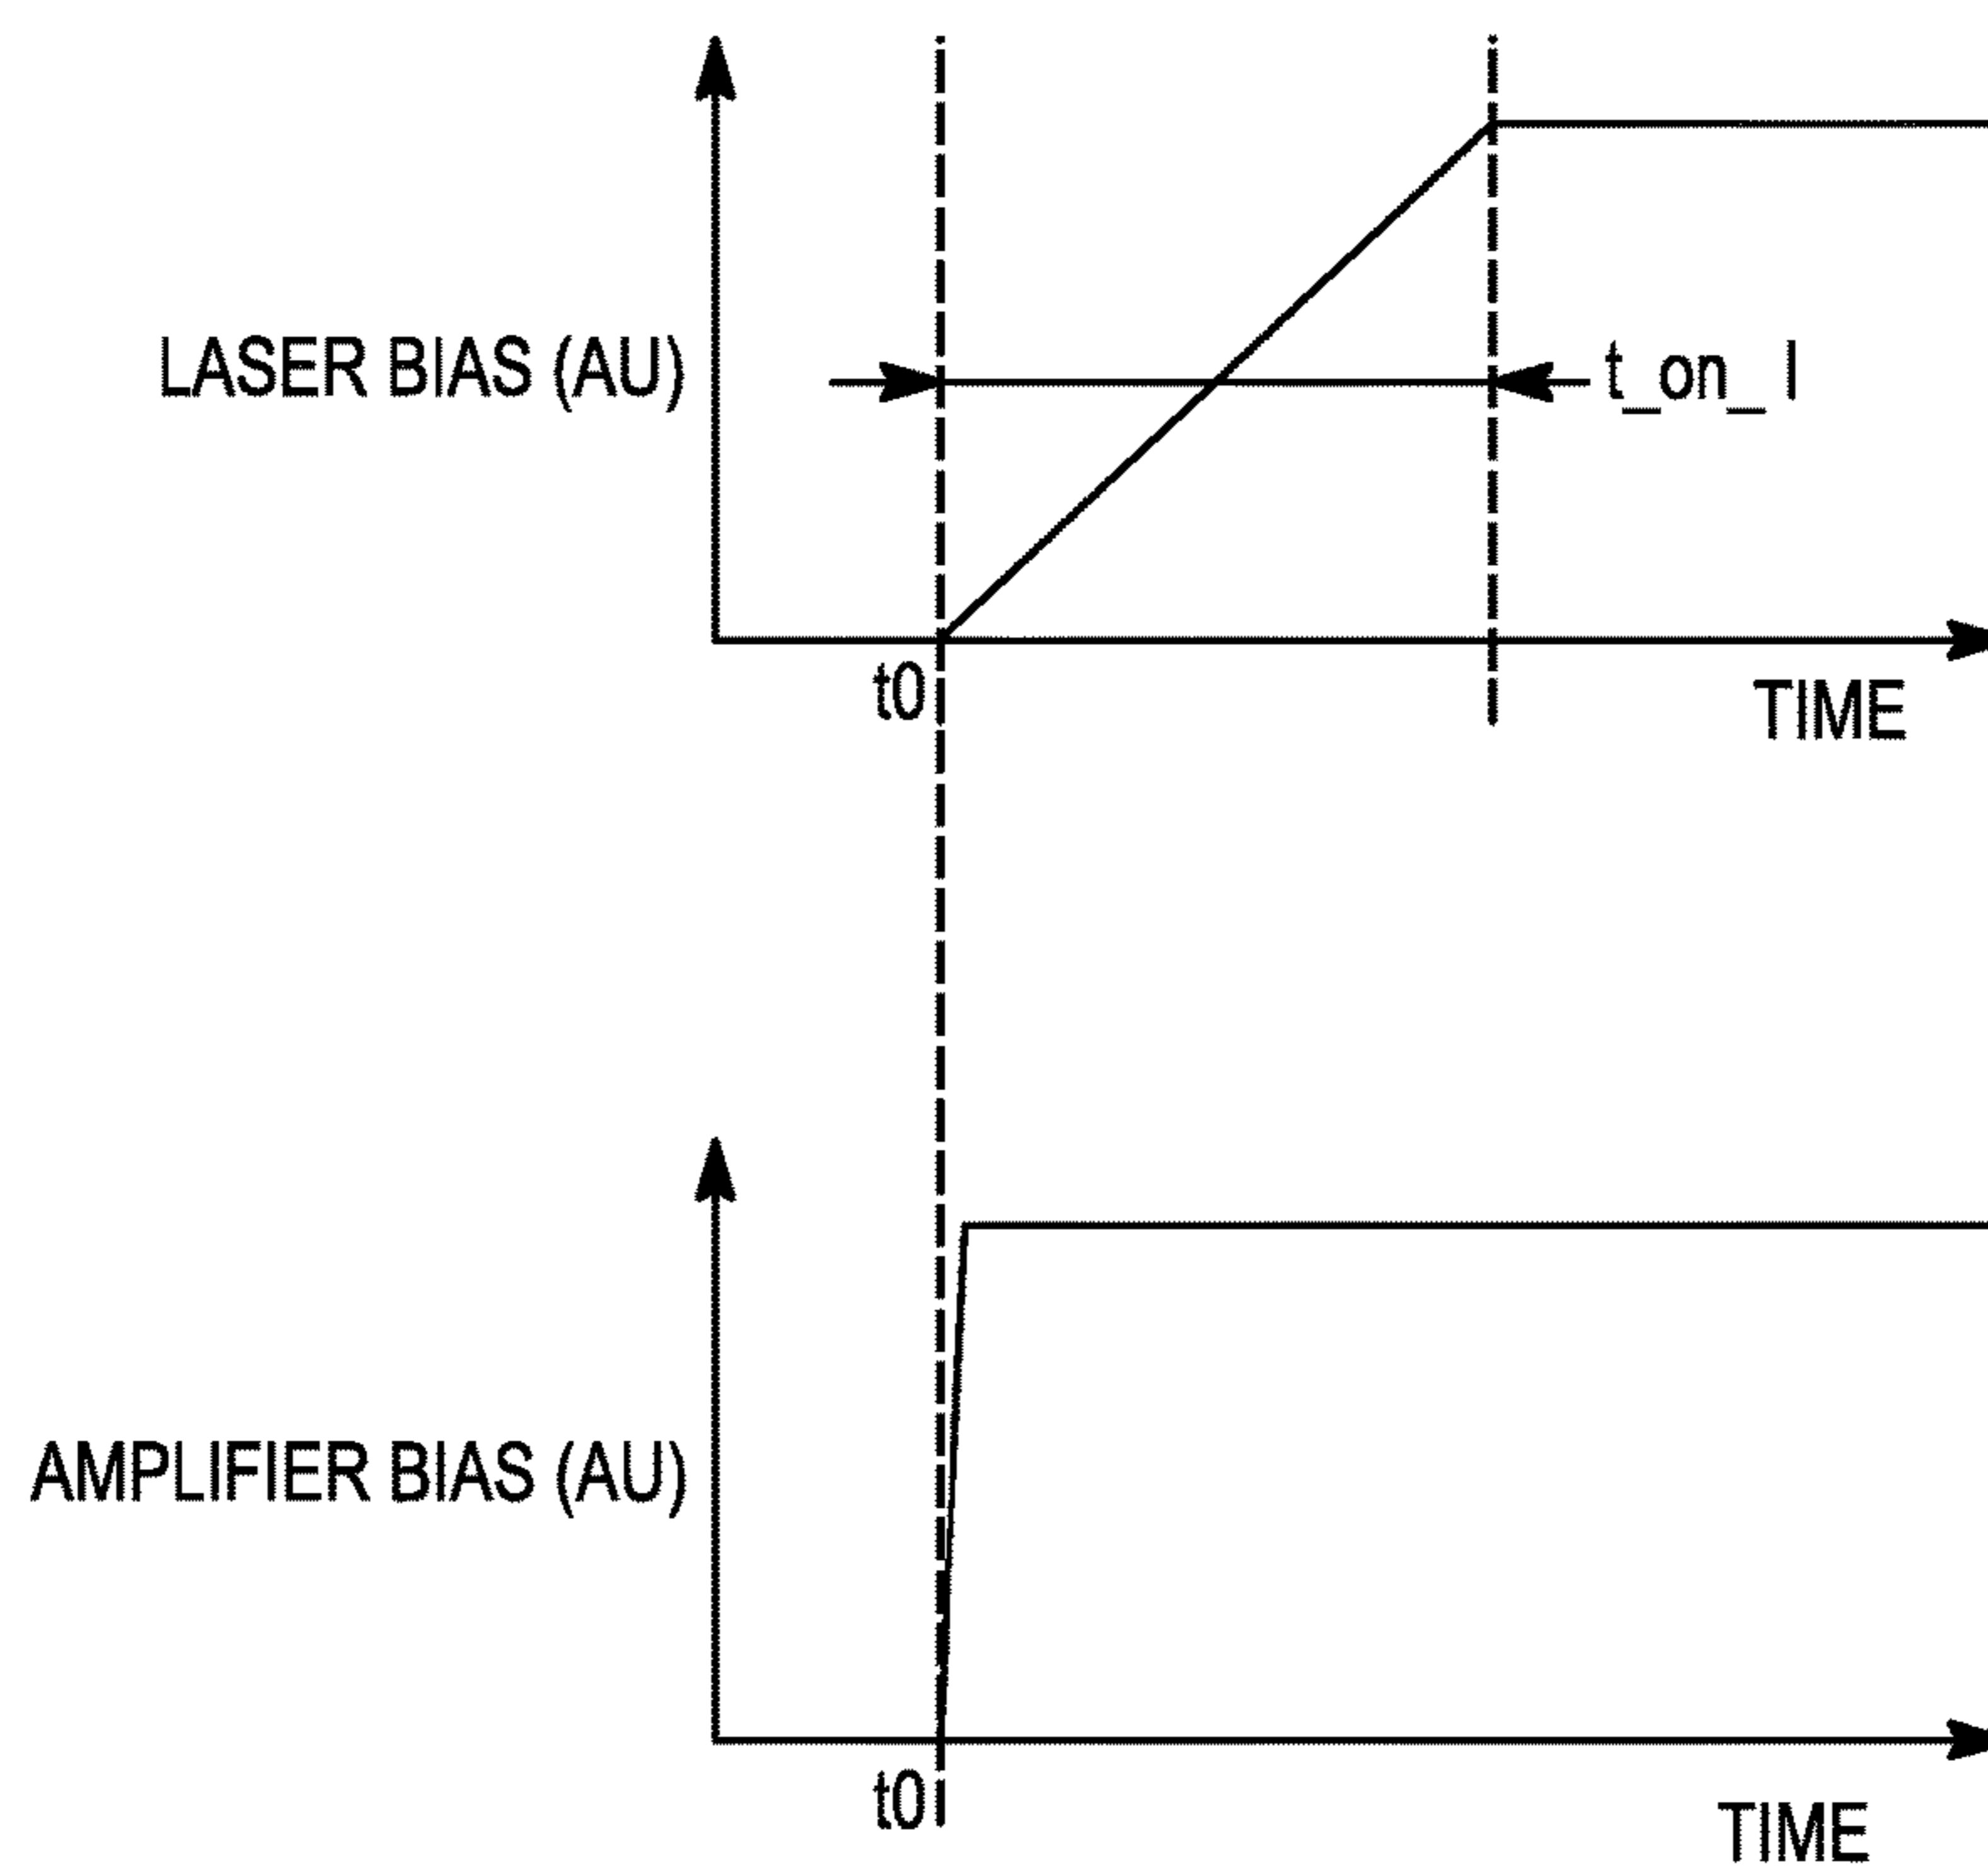 LASER BIAS (AU)
t_on_l
t0
TIME
AMPLIFIER BIAS (AU)
t0
TIME